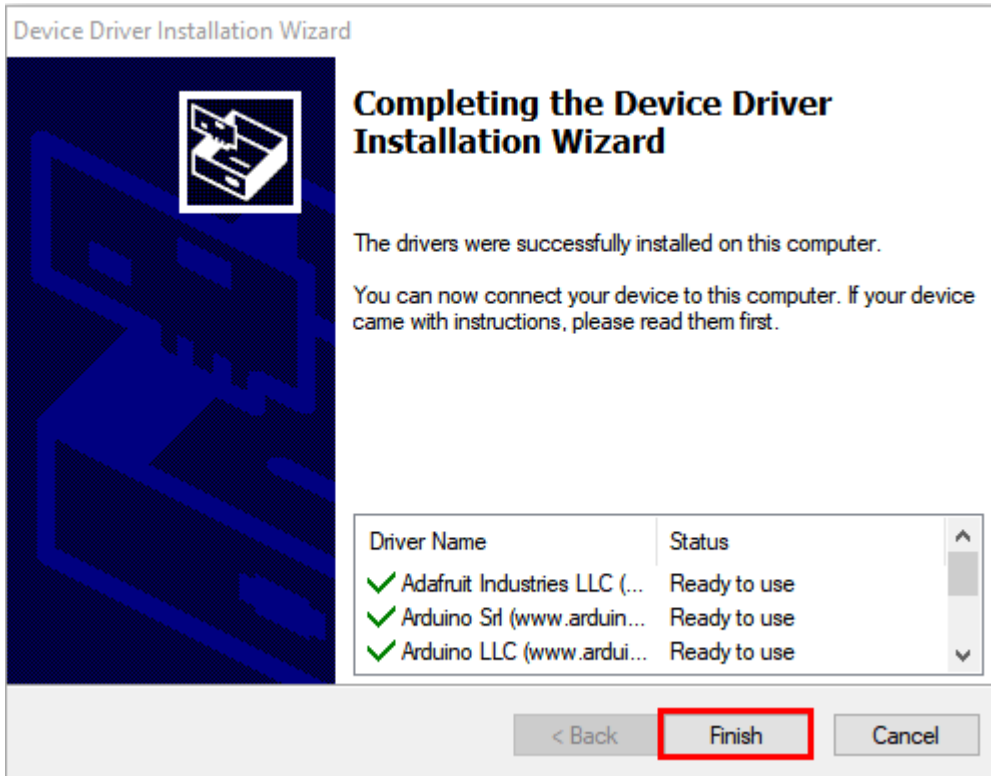 Device Driver Installation Wizard
Completing the Device Driver
Installation Wizard
The drivers were successfully installed on this computer.
You can now connect your device to this computer. If your device
came with instructions, please read them first.
Driver Name Status
Adafruit Industries LLC (... Ready to use
Arduino Srl (www.arduin... Ready to use
Arduino LLC (www.ardui... Ready to use
< Back Finish Cancel